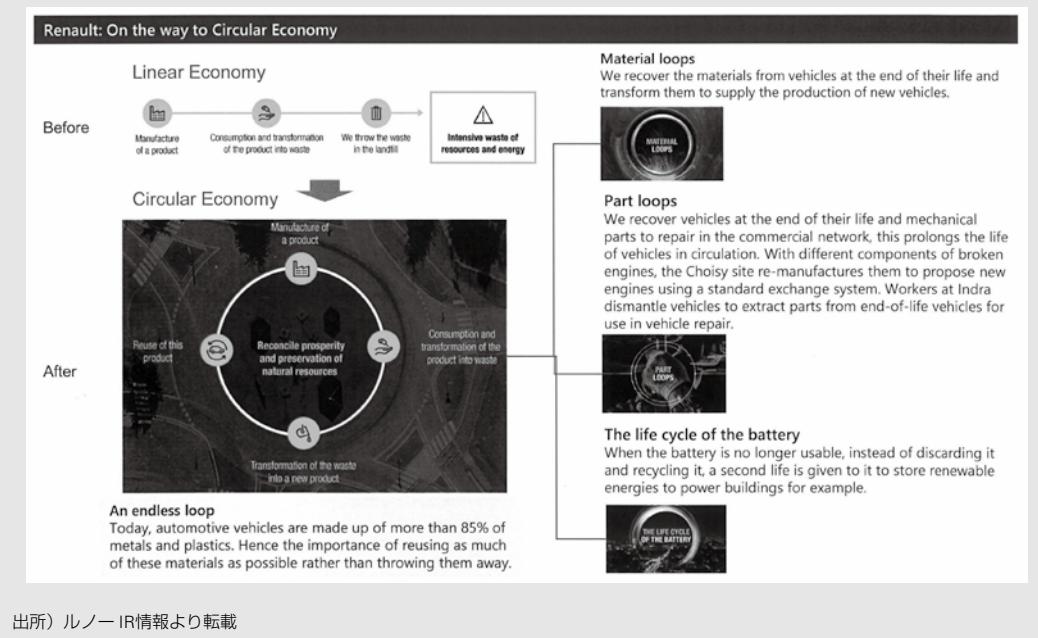 Renault: On the way to Circular Economy
Before
Linear Economy
Manufacture
of a product
Consumption and transformation
of the product into waste
We throw the waste
in the landfill
Intensive waste of
resources and energy
Circular Economy
After
Manufacture of
a product
Reuse of this
product
Reconcile prosperity
and preservation of
natural resources
Consumption and
transformation of the
product into waste
Transformation of the waste
into a new product
An endless loop
Today, automotive vehicles are made up of more than 85% of
metals and plastics. Hence the importance of reusing as much
of these materials as possible rather than throwing them away.
Material loops
We recover the materials from vehicles at the end of their life and
transform them to supply the production of new vehicles.
MATERIAL
LOOPS
Part loops
We recover vehicles at the end of their life and mechanical
parts to repair in the commercial network, this prolongs the life
of vehicles in circulation. With different components of broken
engines, the Choisy site re-manufactures them to propose new
engines using a standard exchange system. Workers at Indra
dismantle vehicles to extract parts from end-of-life vehicles for
use in vehicle repair.
PART
LOOPS
The life cycle of the battery
When the battery is no longer usable, instead of discarding it
and recycling it, a second life is given to it to store renewable
energies to power buildings for example.
THE LIFE CYCLE
OF THE BATTERY
出所）ルノー IR情報より転載